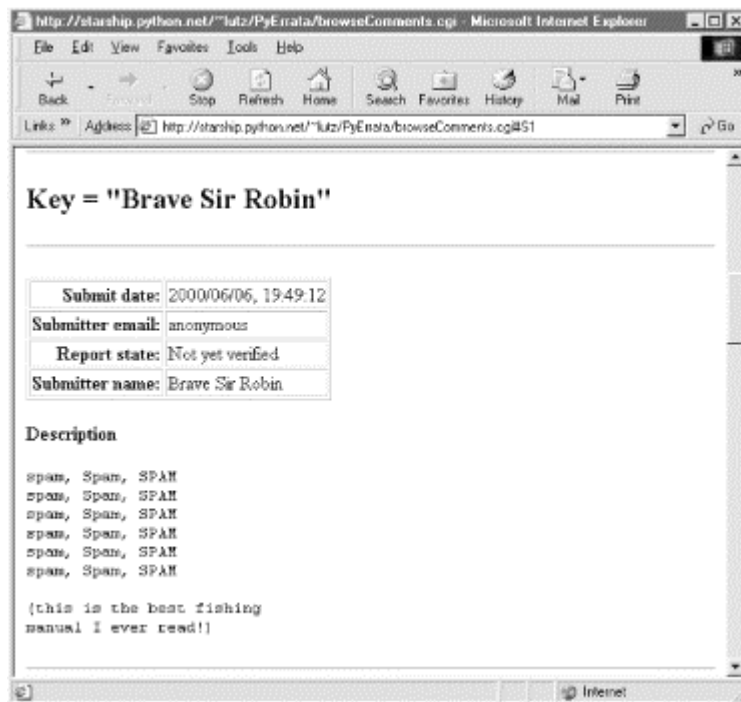 http://starship.python.net/~lutz/PyErrata/browseComments.cgi - Microsoft Internet Explorer
File Edit View Favorites Tools Help
Back Forward Stop Refresh Home Search Favorites History Mail Print »
Links » Address http://starship.python.net/~lutz/PyErrata/browseComments.cgi#S1 Go
Key = "Brave Sir Robin"
Submit date: 2000/06/06, 19:49:12
Submitter email: anonymous
Report state: Not yet verified
Submitter name: Brave Sir Robin
Description
spam, Spam, SPAM
spam, Spam, SPAM
spam, Spam, SPAM
spam, Spam, SPAM
spam, Spam, SPAM
spam, Spam, SPAM
(this is the best fishing
manual I ever read!)
Internet